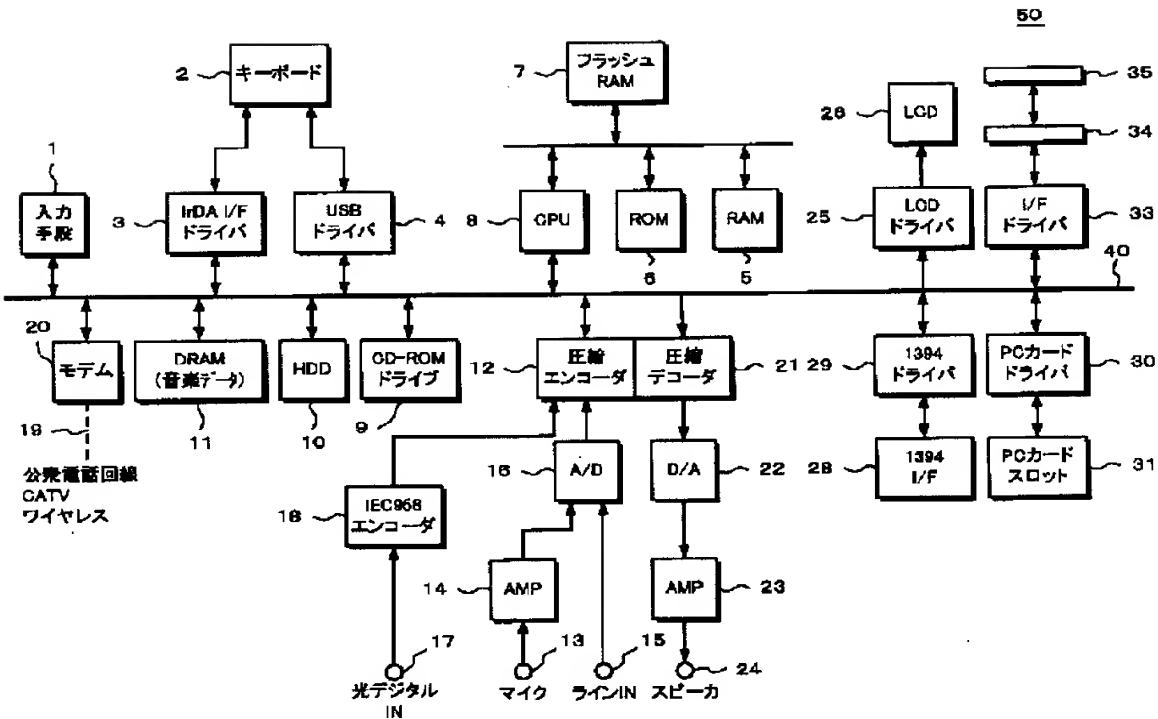 50
2
キーボード
7
フラッシュ
RAM
26
LCD
35
34
1
入力
手段
3
IrDA I/F
ドライバ
USB
ドライバ
4
8
CPU
ROM
6
RAM
5
25
LCD
ドライバ
I/F
ドライバ
33
40
20
モデム
DRAM
(音楽データ)
11
HDD
10
CD-ROM
ドライブ
9
12
圧縮
エンコーダ
圧縮
デコーダ
21
29
1394
ドライバ
PCカード
ドライバ
30
19
公衆電話回線
CATV
ワイヤレス
16
A/D
D/A
22
28
1394
I/F
PCカード
スロット
31
18
IEC958
エンコーダ
14
AMP
AMP
23
17
13
15
24
光デジタル
IN
マイク
ラインIN
スピーカ